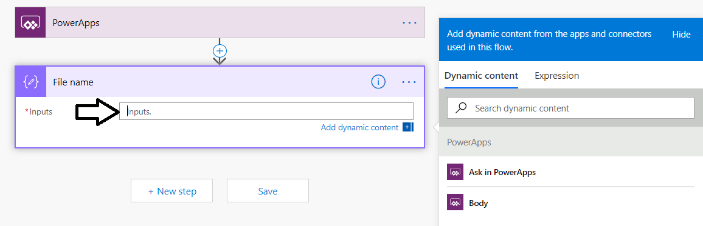 PowerApps
File name
*Inputs
Inputs.
Add dynamic content
+ New step
Save
Add dynamic content from the apps and connectors
used in this flow.
Hide
Dynamic content
Expression
Search dynamic content
PowerApps
Ask in PowerApps
Body